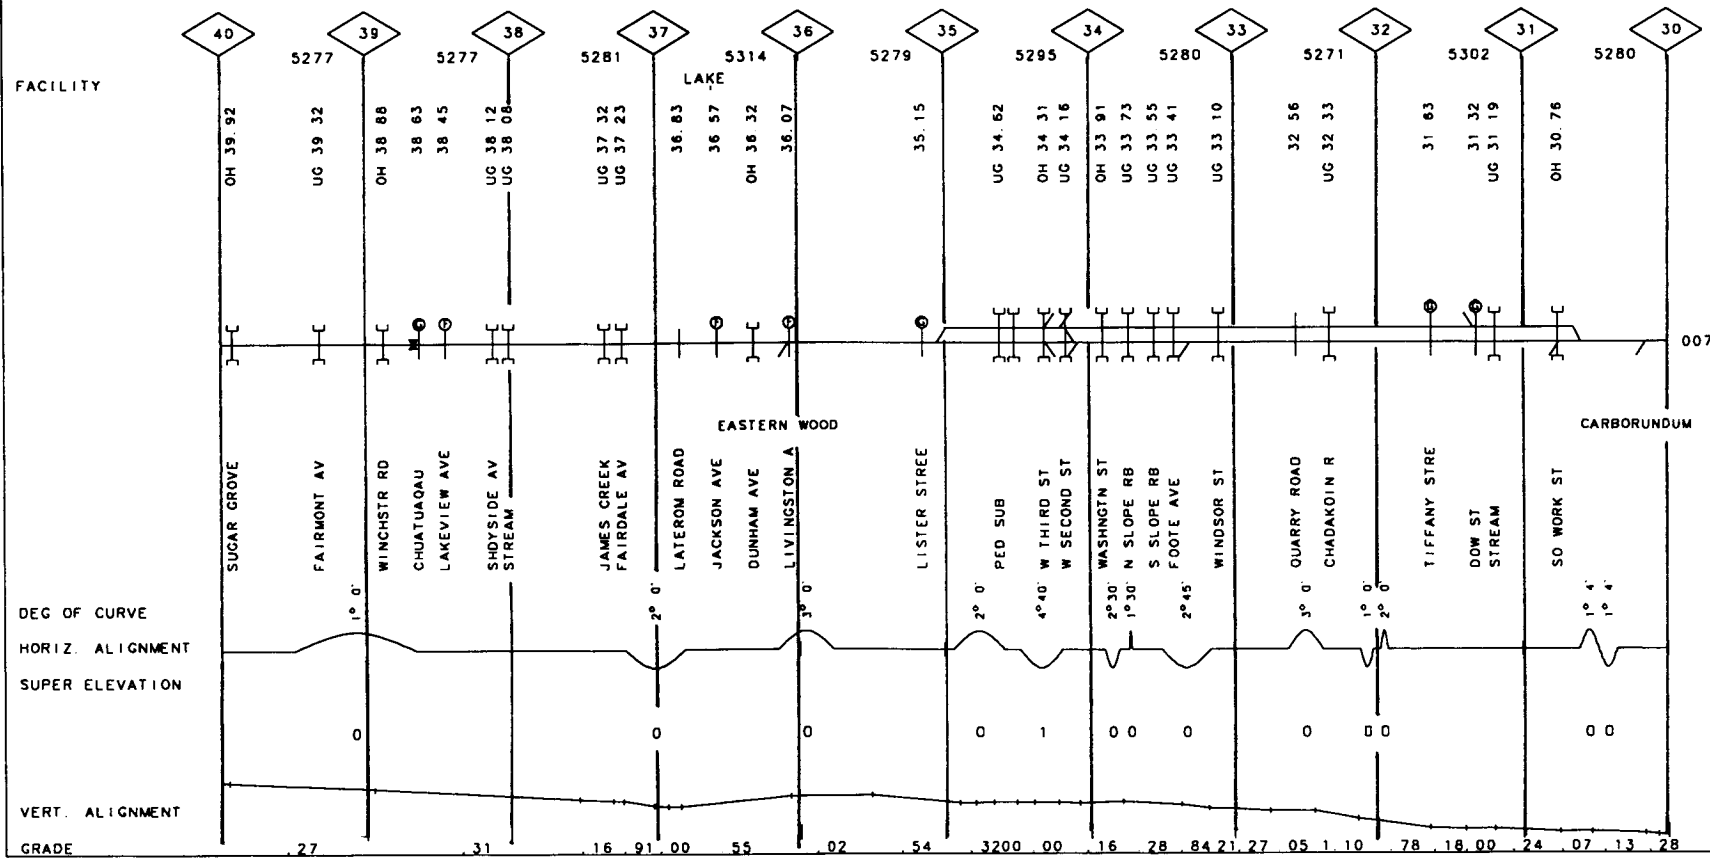 40 39 38 37 36 35 34 33 32 31 30
5277 5277 5281 5314 5279 5295 5280 5271 5302 5280
FACILITY
LAKE
OH 39.92
UG 39 32
OH 38 88
38 63
38 45
UG 38 12
UG 38 08
UG 37 32
UG 37 23
36.83
36 57
OH 36 32
36.07
35.15
UG 34.62
OH 34 31
UG 34 16
OH 33 91
UG 33 73
UG 33 55
UG 33 41
UG 33 10
32 56
UG 32 33
31 63
31 32
UG 31 19
OH 30.76
G F F F G G G
007
EASTERN WOOD
CARBORUNDUM
SUGAR GROVE
FAIRMONT AV
WINCHSTR RD
CHUATUAQAU
LAKEVIEW AVE
SHDYSIDE AV
STREAM
JAMES CREEK
FAIRDALE AV
LATEROM ROAD
JACKSON AVE
DUNHAM AVE
LIVINGSTON A
LISTER STREE
PED SUB
W THIRD ST
W SECOND ST
WASHNGTN ST
N SLOPE RB
S SLOPE RB
FOOTE AVE
WINDSOR ST
QUARRY ROAD
CHADAKOIN R
TIFFANY STRE
DOW ST
STREAM
SO WORK ST
DEG OF CURVE
1° 0' 2° 0' 3° 0' 2° 0' 4°40' 2°30' 1°30' 2°45' 3° 0' 1° 0' 2° 0' 1° 4' 1° 4'
HORIZ. ALIGNMENT
SUPER ELEVATION
0 0 0 0 1 0 0 0 0 0 0 0 0
VERT. ALIGNMENT
GRADE .27 .31 .16 .91 .00 .55 .02 .54 .3200 .00 .16 .28 .84 .21 .27 .05 1.10 .78 .18 .00 .24 .07 .13 .28